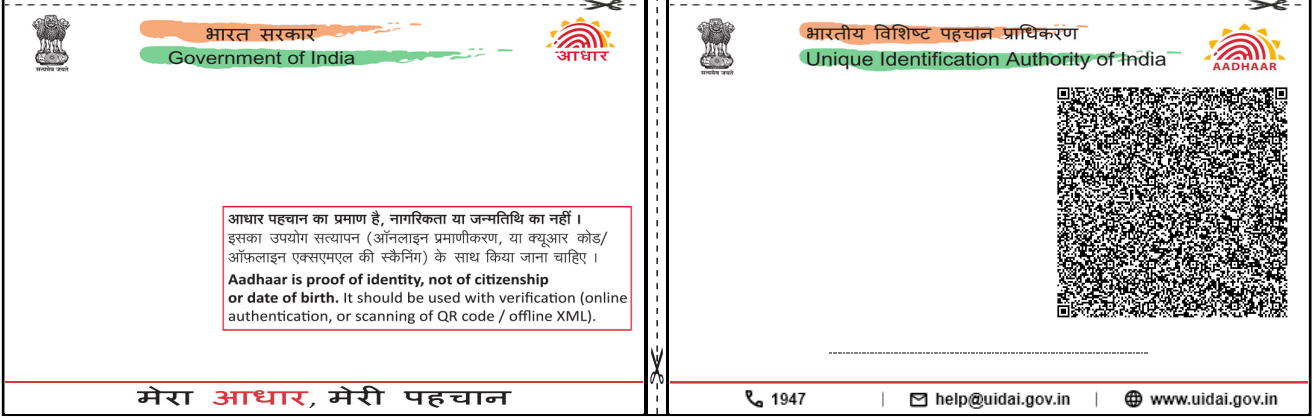 भारत सरकार
Government of India
सत्यमेव जयते
आधार
आधार पहचान का प्रमाण है, नागरिकता या जन्मतिथि का नहीं ।
इसका उपयोग सत्यापन (ऑनलाइन प्रमाणीकरण, या क्यूआर कोड/
ऑफ़लाइन एक्सएमएल की स्कैनिंग) के साथ किया जाना चाहिए ।
Aadhaar is proof of identity, not of citizenship
or date of birth. It should be used with verification (online
authentication, or scanning of QR code / offline XML).
मेरा आधार, मेरी पहचान
भारतीय विशिष्ट पहचान प्राधिकरण
Unique Identification Authority of India
सत्यमेव जयते
AADHAAR
1947 | help@uidai.gov.in | www.uidai.gov.in